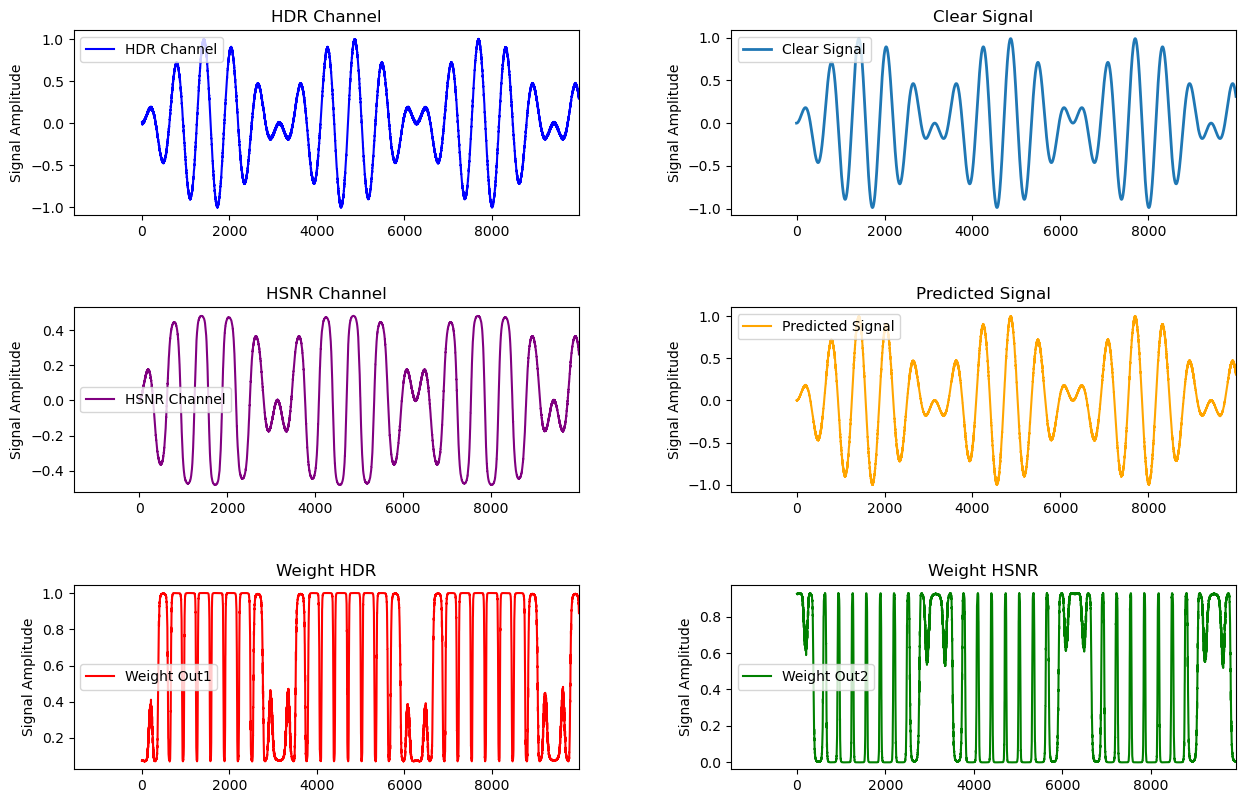 HDR Channel
Signal Amplitude
1.0
0.5
0.0
−0.5
−1.0
HDR Channel
0 2000 4000 6000 8000
Clear Signal
Signal Amplitude
1.0
0.5
0.0
−0.5
−1.0
Clear Signal
0 2000 4000 6000 8000
HSNR Channel
Signal Amplitude
0.4
0.2
0.0
−0.2
−0.4
HSNR Channel
0 2000 4000 6000 8000
Predicted Signal
Signal Amplitude
1.0
0.5
0.0
−0.5
−1.0
Predicted Signal
0 2000 4000 6000 8000
Weight HDR
Signal Amplitude
1.0
0.8
0.6
0.4
0.2
Weight Out1
0 2000 4000 6000 8000
Weight HSNR
Signal Amplitude
0.8
0.6
0.4
0.2
0.0
Weight Out2
0 2000 4000 6000 8000